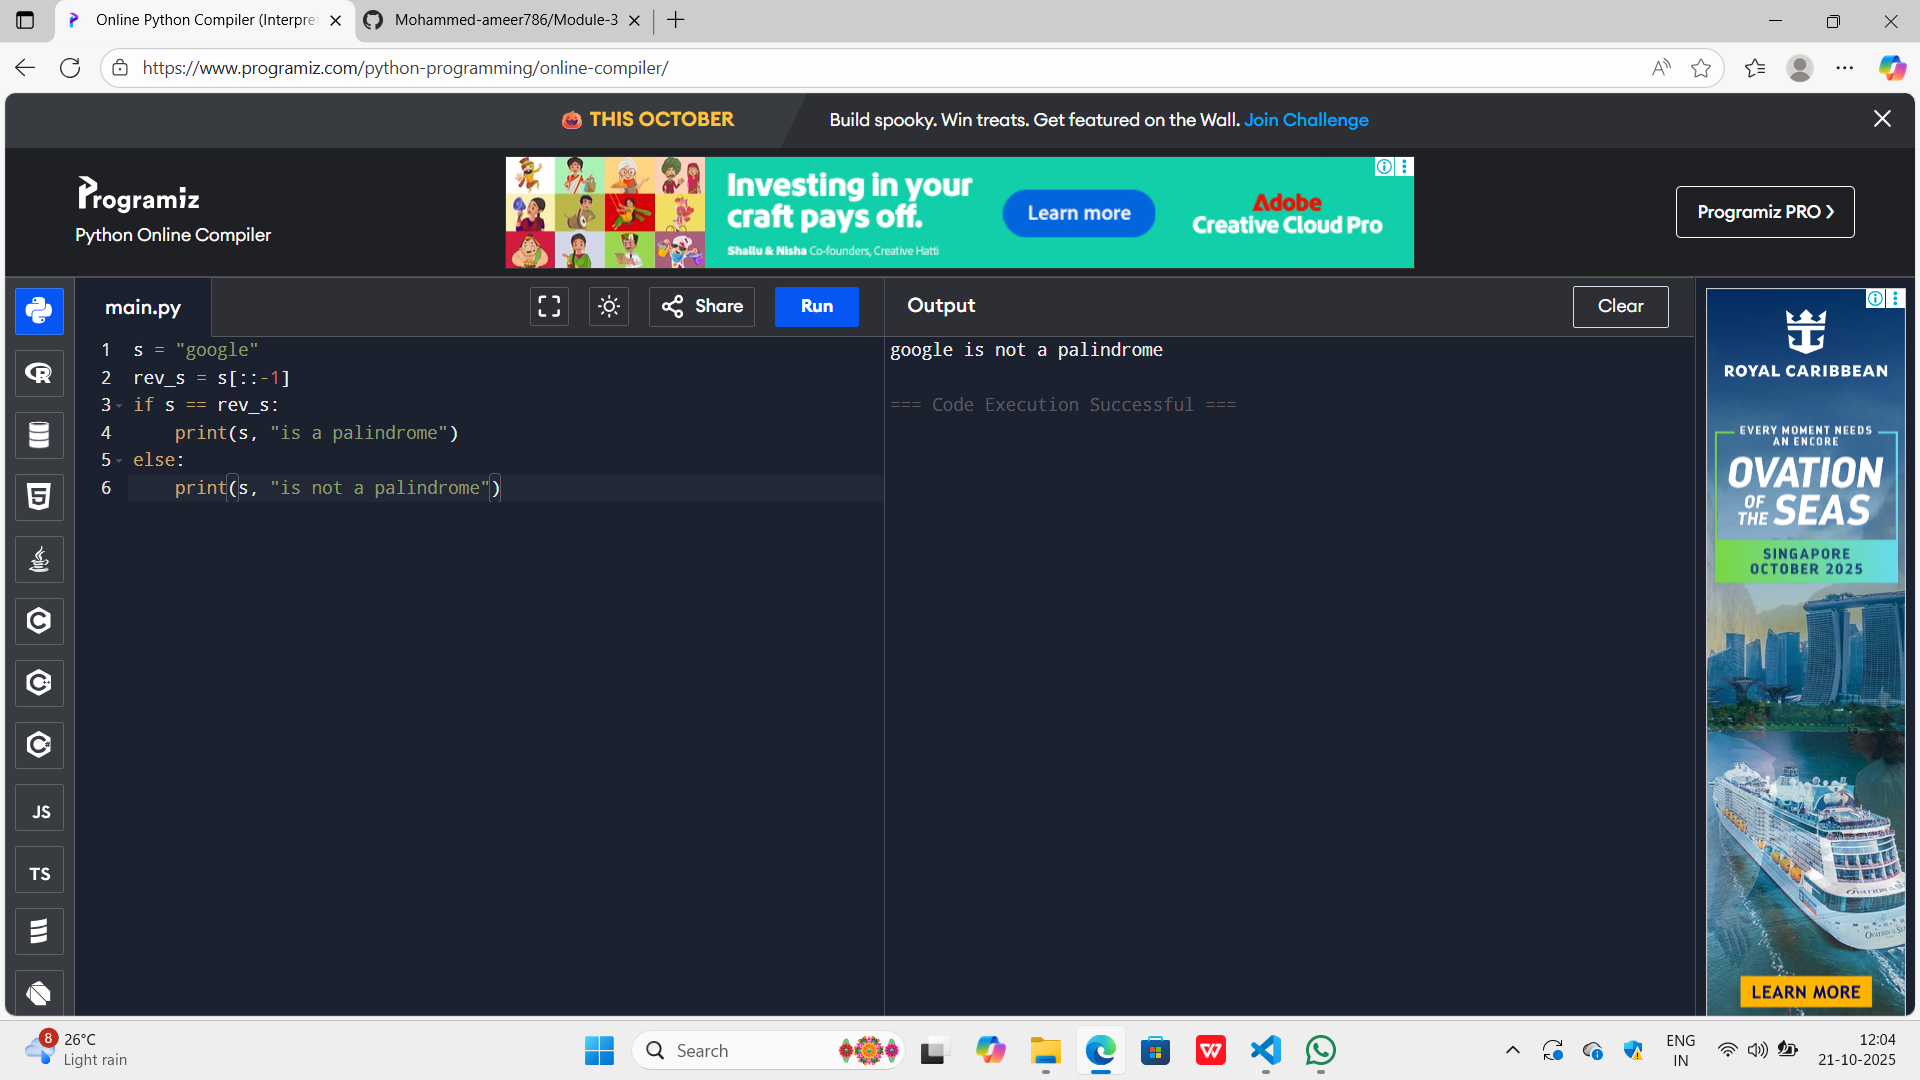 Online Python Compiler (Interpret
Mohammed-ameer786/Module-3
https://www.programiz.com/python-programming/online-compiler/
🎃 THIS OCTOBER
Build spooky. Win treats. Get featured on the Wall. Join Challenge
Programiz
Python Online Compiler
Investing in your
craft pays off.
Shallu & Nisha Co-founders, Creative Hatti
Learn more
Adobe
Creative Cloud Pro
Programiz PRO ›
main.py
Share
Run
Output
Clear
1 s = "google"
2 rev_s = s[::-1]
3 if s == rev_s:
4     print(s, "is a palindrome")
5 else:
6     print(s, "is not a palindrome")
google is not a palindrome
=== Code Execution Successful ===
R
5
C
C++
C#
JS
TS
ROYAL CARIBBEAN
EVERY MOMENT NEEDS
AN ENCORE
OVATION
OF THE SEAS
SINGAPORE
OCTOBER 2025
OVATION OF THE SEAS
LEARN MORE
8
26°C
Light rain
Search
W
ENG
IN
12:04
21-10-2025